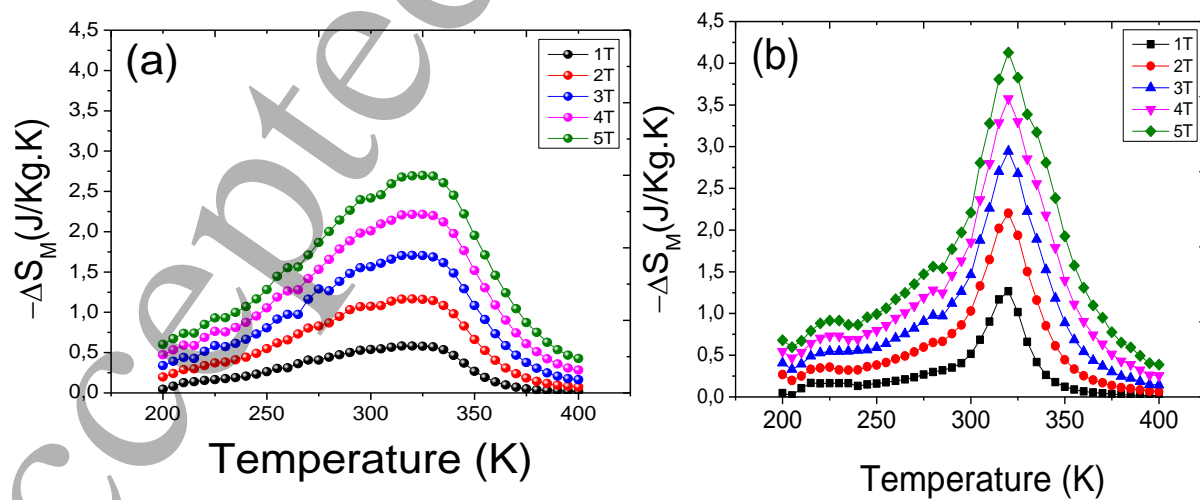 (a)
1T
2T
3T
4T
5T
4,5
4,0
3,5
3,0
2,5
2,0
1,5
1,0
0,5
0,0
−ΔS_M(J/Kg.K)
200 250 300 350 400
Temperature (K)
(b)
1T
2T
3T
4T
5T
4,5
4,0
3,5
3,0
2,5
2,0
1,5
1,0
0,5
0,0
−ΔS_M(J/Kg.K)
200 250 300 350 400
Temperature (K)
ccepte